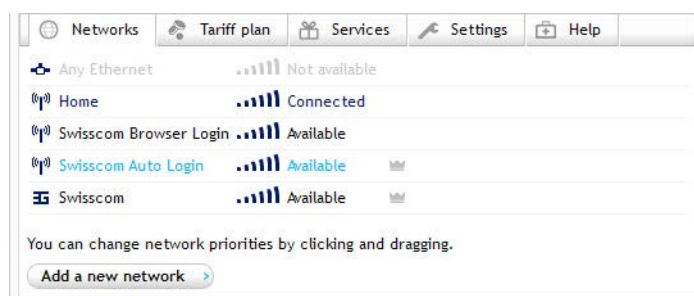 Networks Tariff plan Services Settings Help
Any Ethernet Not available
Home Connected
Swisscom Browser Login Available
Swisscom Auto Login Available
3G Swisscom Available
You can change network priorities by clicking and dragging.
Add a new network